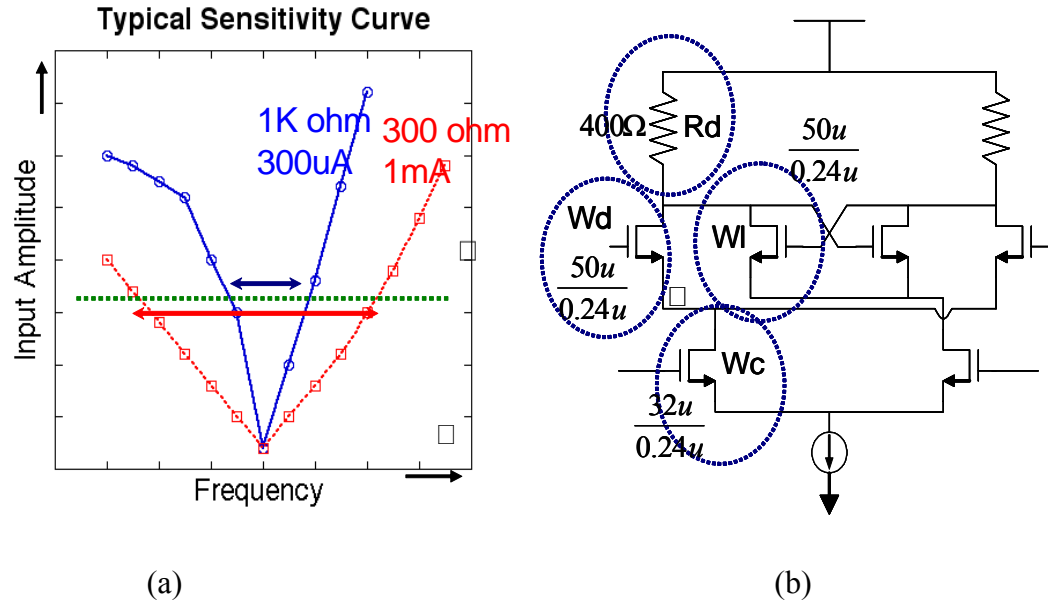 Typical Sensitivity Curve
Input Amplitude
1K ohm
300uA
300 ohm
1mA
Frequency
(a)
400Ω
Rd
50u
0.24u
Wd
Wl
50u
0.24u
Wc
32u
0.24u
(b)